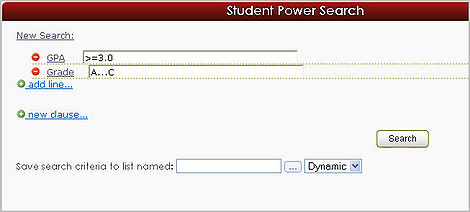 Student Power Search
New Search:
GPA >=3.0
Grade A...C
add line...
new clause...
Search
Save search criteria to list named: ... Dynamic